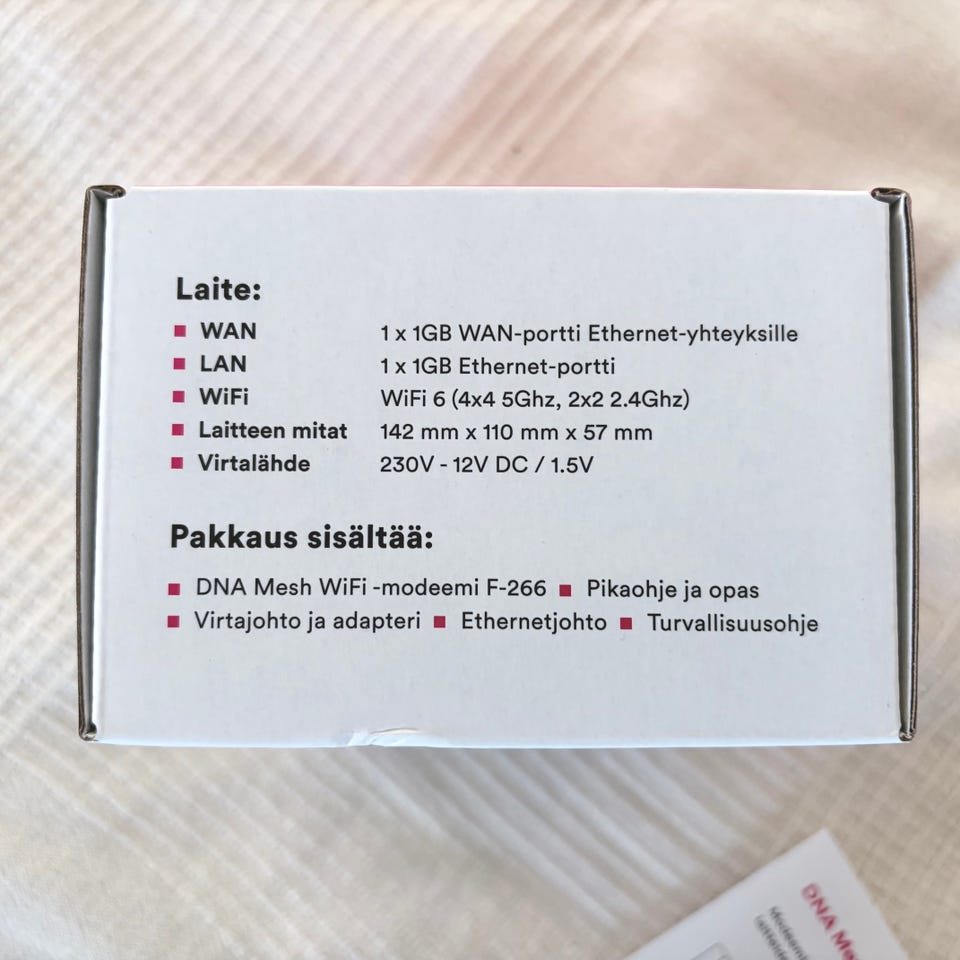 Laite:
WAN 1 x 1GB WAN-portti Ethernet-yhteyksille
LAN 1 x 1GB Ethernet-portti
WiFi WiFi 6 (4x4 5Ghz, 2x2 2.4Ghz)
Laitteen mitat 142 mm x 110 mm x 57 mm
Virtalähde 230V - 12V DC / 1.5V
Pakkaus sisältää:
DNA Mesh WiFi -modeemi F-266 Pikaohje ja opas
Virtajohto ja adapteri Ethernetjohto Turvallisuusohje
DNA